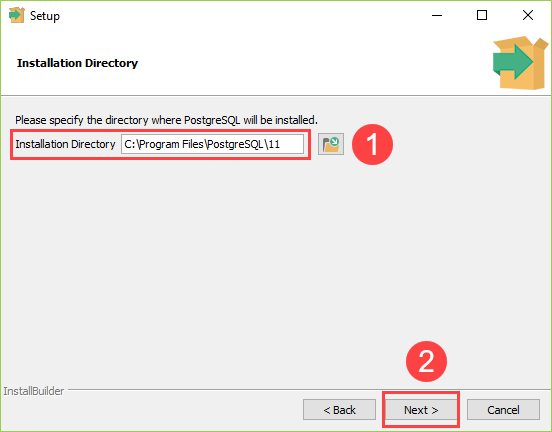 Setup
Installation Directory
Please specify the directory where PostgreSQL will be installed.
Installation Directory C:\Program Files\PostgreSQL\11
1
2
InstallBuilder
< Back Next > Cancel